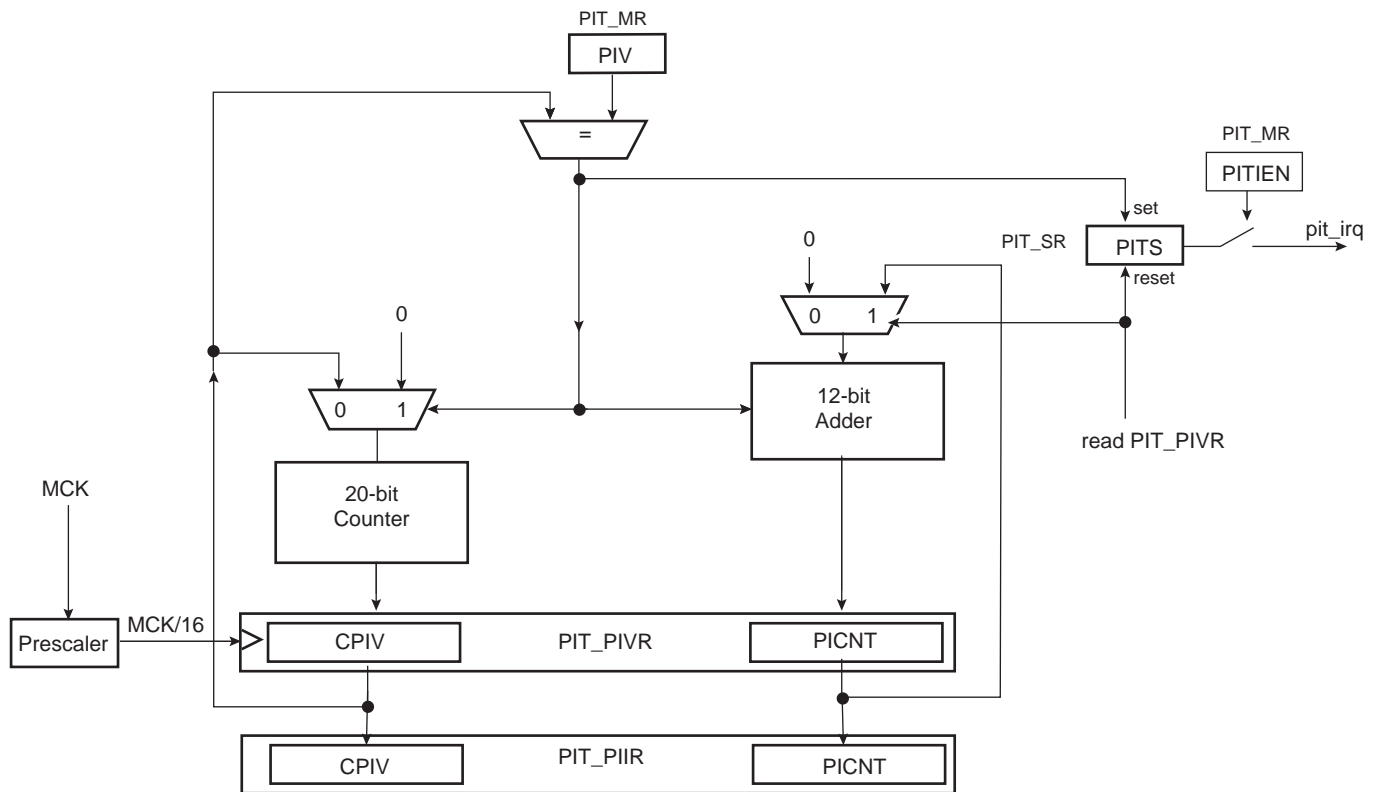 PIT_MR
PIV
=
PIT_MR
PITIEN
set
PIT_SR
PITS
pit_irq
reset
0
0 1
0
0 1
12-bit
Adder
read PIT_PIVR
MCK
20-bit
Counter
Prescaler
MCK/16
CPIV
PIT_PIVR
PICNT
CPIV
PIT_PIIR
PICNT